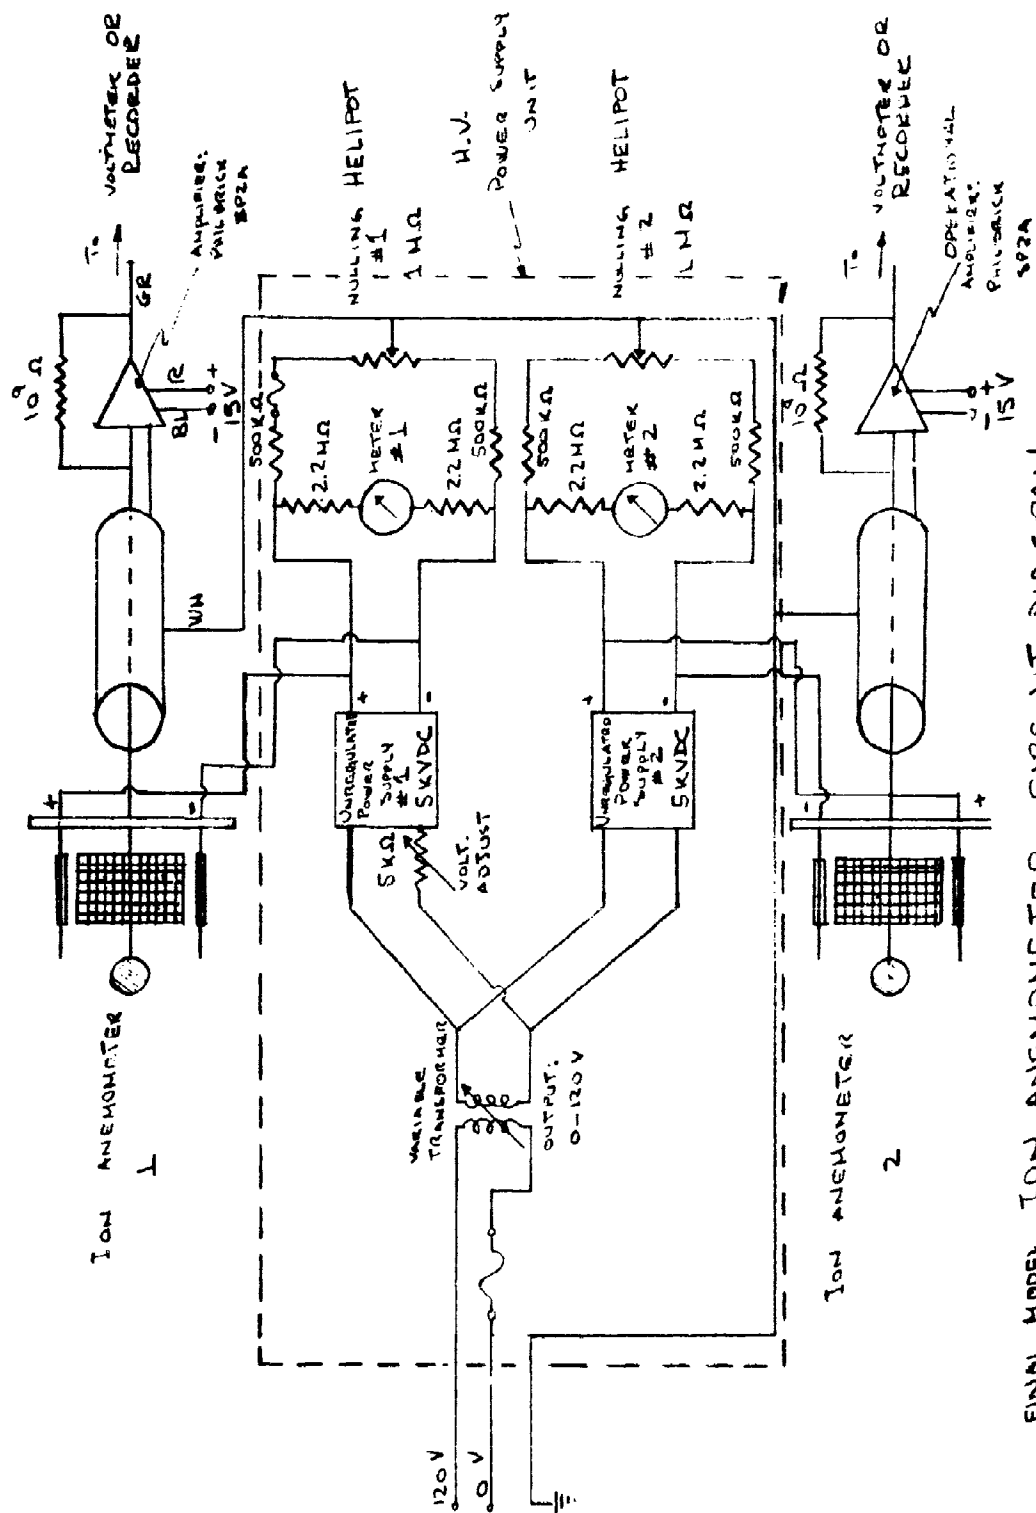 ION ANEMOMETER
1
+
-
WH
10⁹ Ω
BL
R
GR
- +
15V
To
VOLTMETER OR
RECORDER
AMPLIFIER:
PHILBRICK
SP2A
120 V
0 V
VARIABLE
TRANSFORMER
OUTPUT:
0-120 V
5KΩ
VOLT.
ADJUST
UNREGULATED
POWER
SUPPLY
#1
5KVDC
+
-
UNREGULATED
POWER
SUPPLY
#2
5KVDC
+
-
500KΩ
2.2MΩ
METER
#1
2.2MΩ
500KΩ
500KΩ
2.2MΩ
METER
#2
2.2MΩ
500KΩ
NULLING HELIPOT
#1
1 MΩ
H.V.
POWER SUPPLY
UNIT
NULLING HELIPOT
#2
1 MΩ
ION ANEMOMETER
2
-
+
10⁹ Ω
- +
15V
To
VOLTMETER OR
RECORDER
OPERATIONAL
AMPLIFIER:
PHILBRICK
SP2A
FINAL MODEL ION ANEMOMETER CIRCUIT DIAGRAM